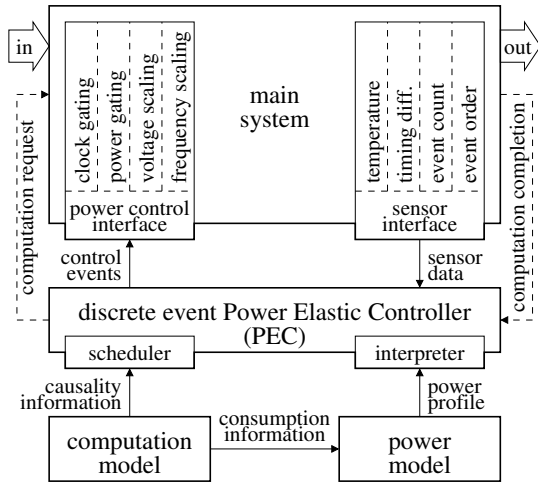 in
out
clock gating
power gating
voltage scaling
frequency scaling
main
system
temperature
timing diff.
event count
event order
power control
interface
sensor
interface
computation request
computation completion
control
events
sensor
data
discrete event Power Elastic Controller
(PEC)
scheduler
interpreter
causality
information
power
profile
consumption
information
computation
model
power
model